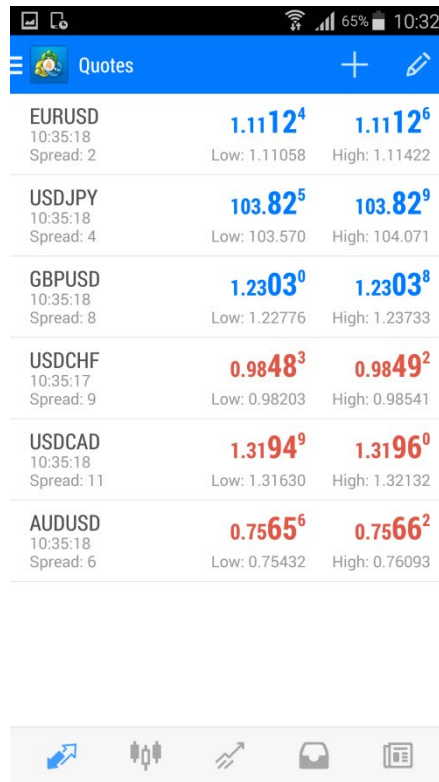 65% 10:32
Quotes
EURUSD 1.11124 1.11126
10:35:18
Spread: 2 Low: 1.11058 High: 1.11422
USDJPY 103.825 103.829
10:35:18
Spread: 4 Low: 103.570 High: 104.071
GBPUSD 1.23030 1.23038
10:35:18
Spread: 8 Low: 1.22776 High: 1.23733
USDCHF 0.98483 0.98492
10:35:17
Spread: 9 Low: 0.98203 High: 0.98541
USDCAD 1.31949 1.31960
10:35:18
Spread: 11 Low: 1.31630 High: 1.32132
AUDUSD 0.75656 0.75662
10:35:18
Spread: 6 Low: 0.75432 High: 0.76093